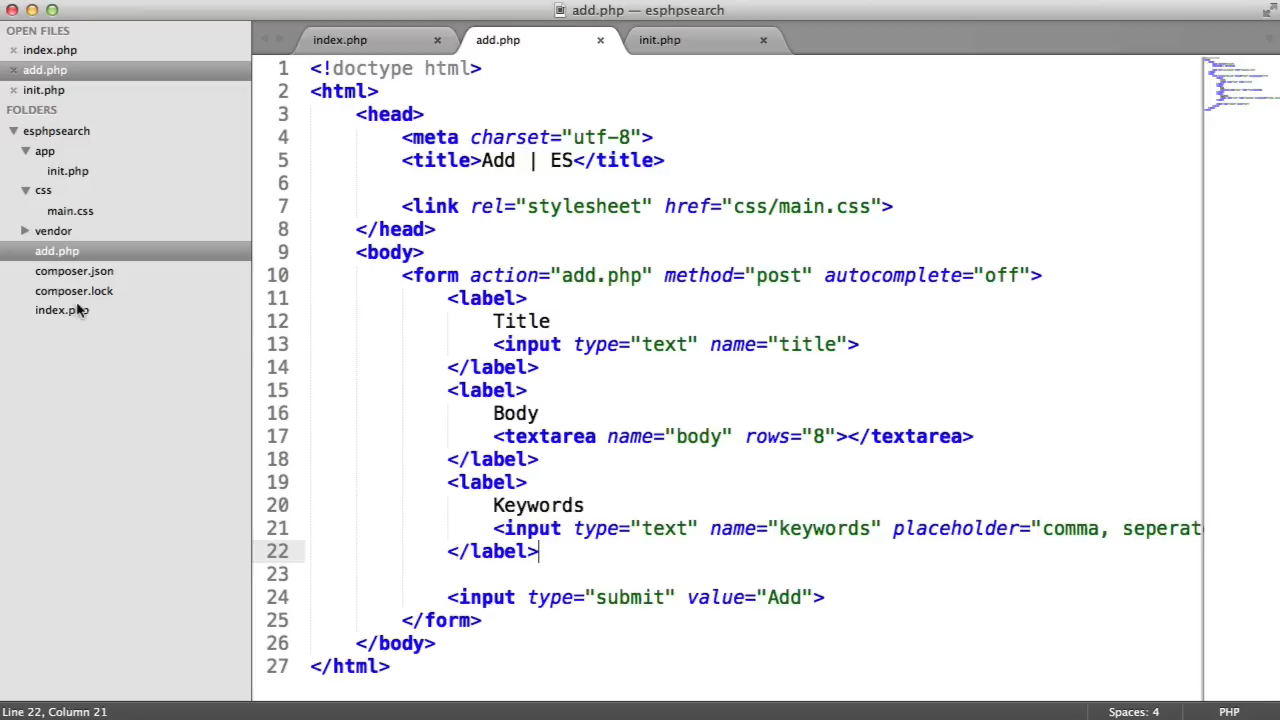 add.php — esphpsearch
OPEN FILES
index.php
add.php
init.php
FOLDERS
esphpsearch
app
init.php
css
main.css
vendor
add.php
composer.json
composer.lock
index.php
index.php
add.php
init.php
1 <!doctype html>
2 <html>
3 <head>
4 <meta charset="utf-8">
5 <title>Add | ES</title>
6
7 <link rel="stylesheet" href="css/main.css">
8 </head>
9 <body>
10 <form action="add.php" method="post" autocomplete="off">
11 <label>
12 Title
13 <input type="text" name="title">
14 </label>
15 <label>
16 Body
17 <textarea name="body" rows="8"></textarea>
18 </label>
19 <label>
20 Keywords
21 <input type="text" name="keywords" placeholder="comma, seperat
22 </label>
23
24 <input type="submit" value="Add">
25 </form>
26 </body>
27 </html>
Line 22, Column 21
Spaces: 4
PHP